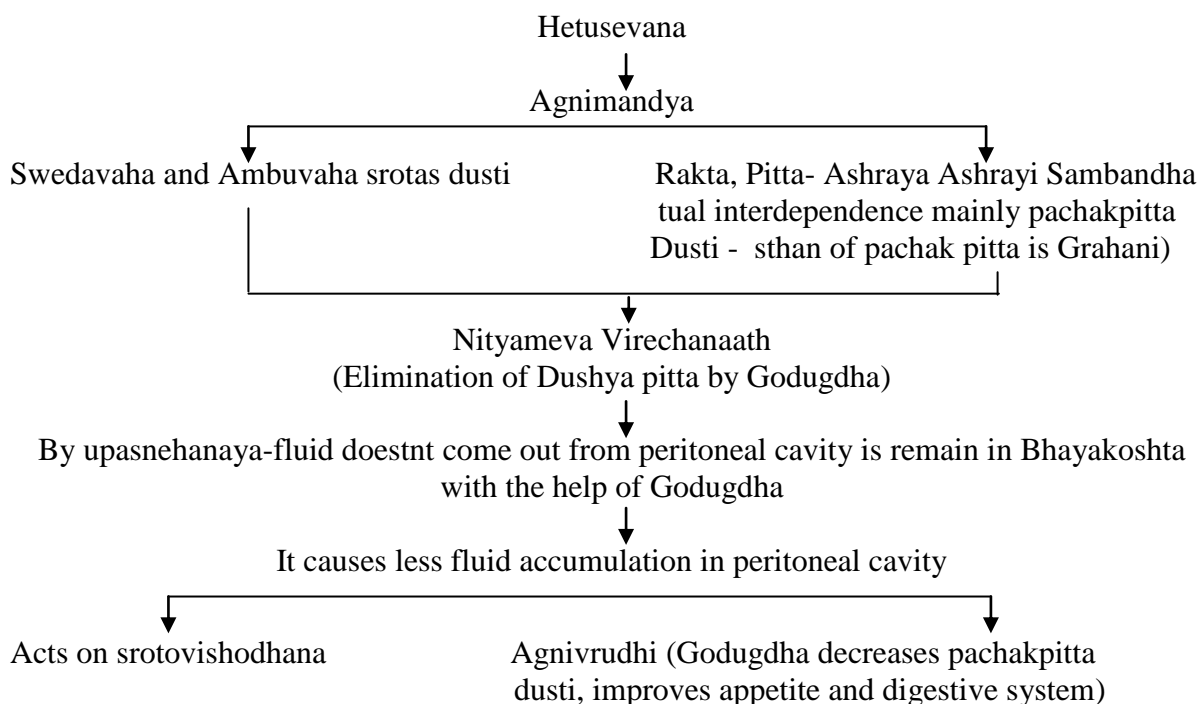 Hetusevana
Agnimandya
Swedavaha and Ambuvaha srotas dusti
Rakta, Pitta- Ashraya Ashrayi Sambandha
tual interdependence mainly pachakpitta
Dusti - sthan of pachak pitta is Grahani)
Nityameva Virechanaath
(Elimination of Dushya pitta by Godugdha)
By upasnehanaya-fluid doestnt come out from peritoneal cavity is remain in Bhayakoshta
with the help of Godugdha
It causes less fluid accumulation in peritoneal cavity
Acts on srotovishodhana
Agnivrudhi (Godugdha decreases pachakpitta
dusti, improves appetite and digestive system)